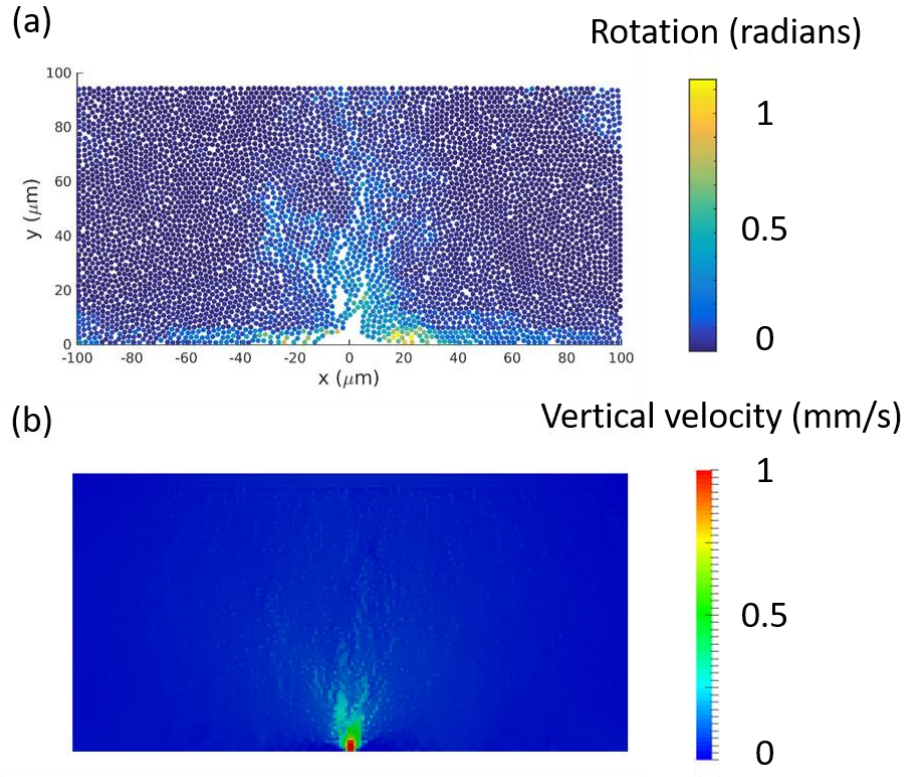 (a)
Rotation (radians)
100
80
60
40
20
0
y (μm)
-100 -80 -60 -40 -20 0 20 40 60 80 100
x (μm)
1
0.5
0
(b)
Vertical velocity (mm/s)
1
0.5
0